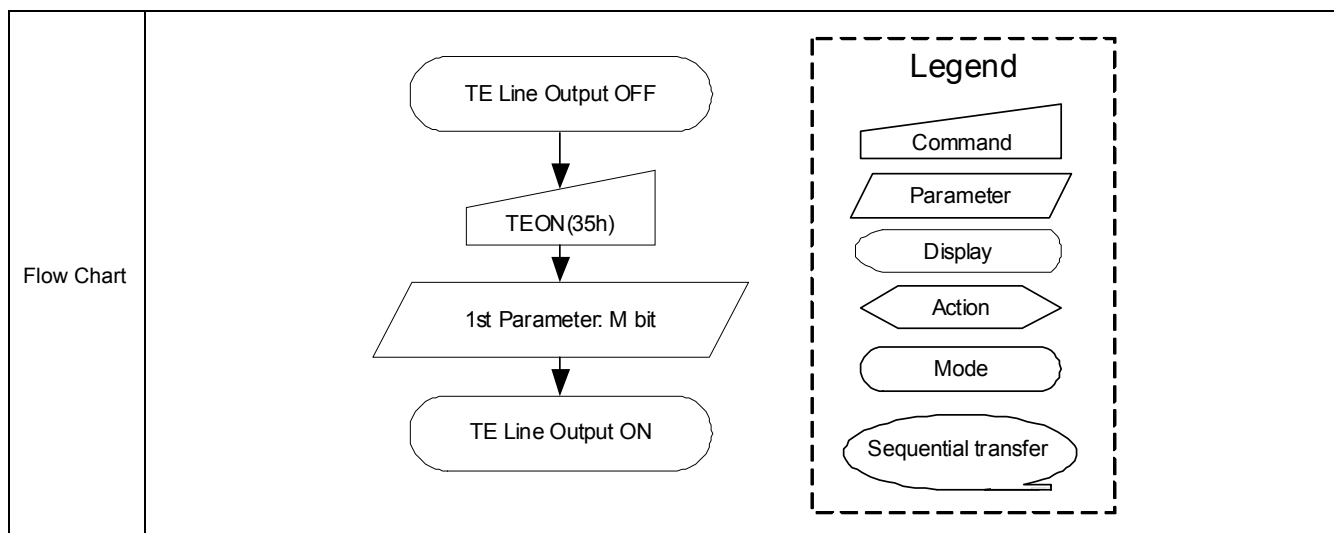 Flow Chart
TE Line Output OFF
TEON(35h)
1st Parameter: M bit
TE Line Output ON
Legend
Command
Parameter
Display
Action
Mode
Sequential transfer